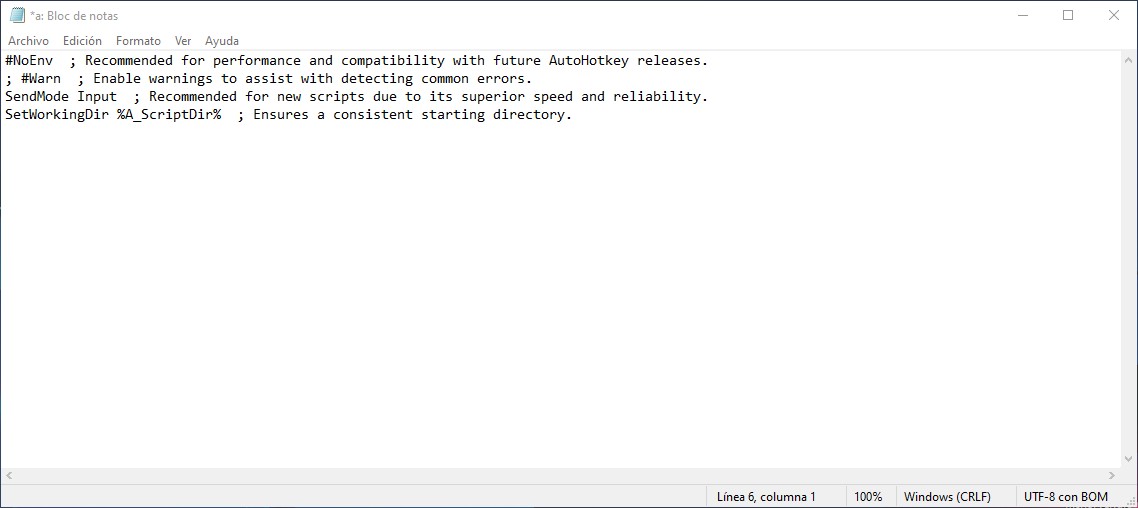 *a: Bloc de notas
Archivo Edición Formato Ver Ayuda
#NoEnv  ; Recommended for performance and compatibility with future AutoHotkey releases.
; #Warn  ; Enable warnings to assist with detecting common errors.
SendMode Input  ; Recommended for new scripts due to its superior speed and reliability.
SetWorkingDir %A_ScriptDir%  ; Ensures a consistent starting directory.
Línea 6, columna 1 100% Windows (CRLF) UTF-8 con BOM